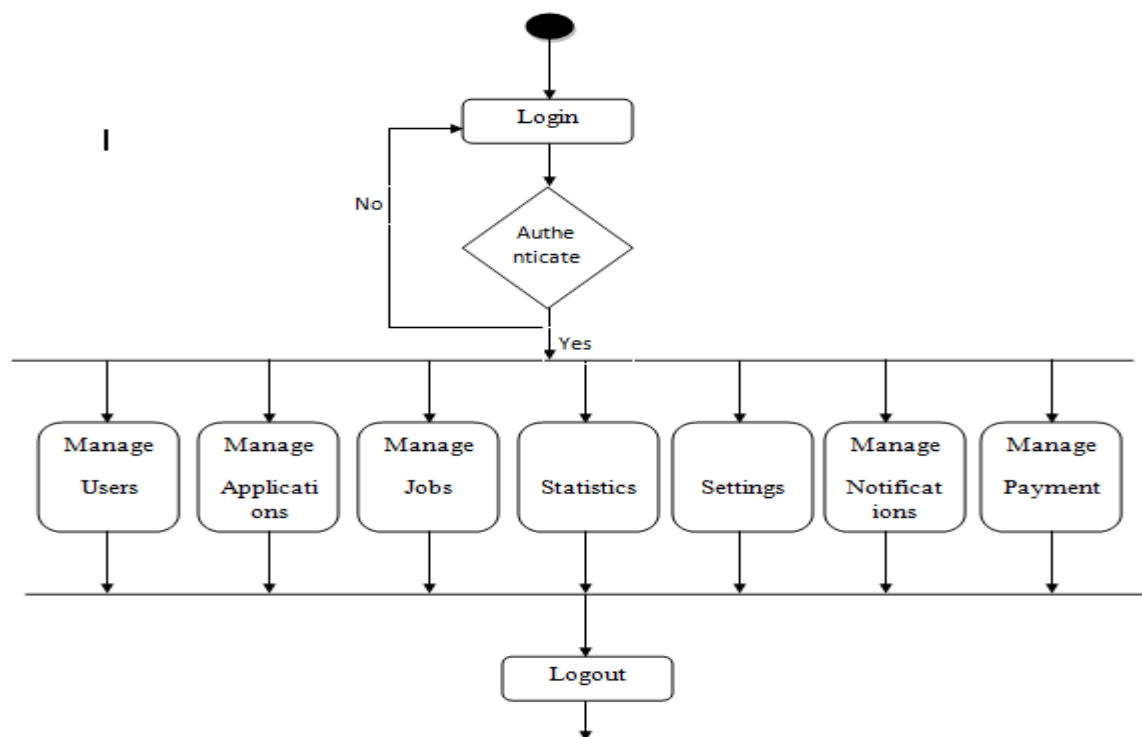 Login
I
No
Authe
nticate
Yes
Manage
Users
Manage
Applicati
ons
Manage
Jobs
Statistics
Settings
Manage
Notificat
ions
Manage
Payment
Logout